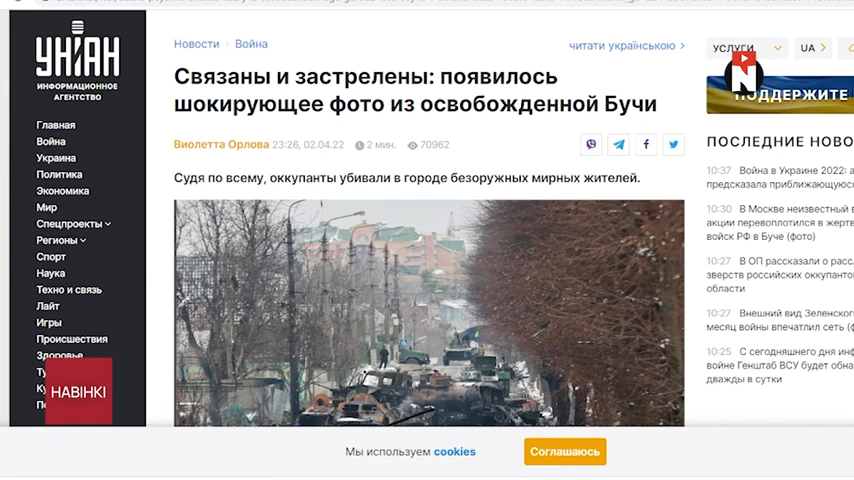 УНІАН
ИНФОРМАЦИОННОЕ
АГЕНТСТВО
Главная
Война
Украина
Политика
Экономика
Мир
Спецпроекты
Регионы
Спорт
Наука
Техно и связь
Лайт
Игры
Происшествия
Здоровье
НАВІНКІ
Новости › Война
читати українською
Связаны и застрелены: появилось
шокирующее фото из освобожденной Бучи
Виолетта Орлова 23:26, 02.04.22 2 мин. 70962
Судя по всему, оккупанты убивали в городе безоружных мирных жителей.
УСЛУГИ
UA
N
ПОДДЕРЖИТЕ
ПОСЛЕДНИЕ НОВО
10:37 Война в Украине 2022: а
предсказала приближающуюся
10:30 В Москве неизвестный в
акции перевоплотился в жертв
войск РФ в Буче (фото)
10:27 В ОП рассказали о расс
зверств российских оккупанто
области
10:27 Внешний вид Зеленского
месяц войны впечатлил сеть (ф
10:25 С сегодняшнего дня инф
войне Генштаб ВСУ будет обна
дважды в сутки
Мы используем cookies
Соглашаюсь